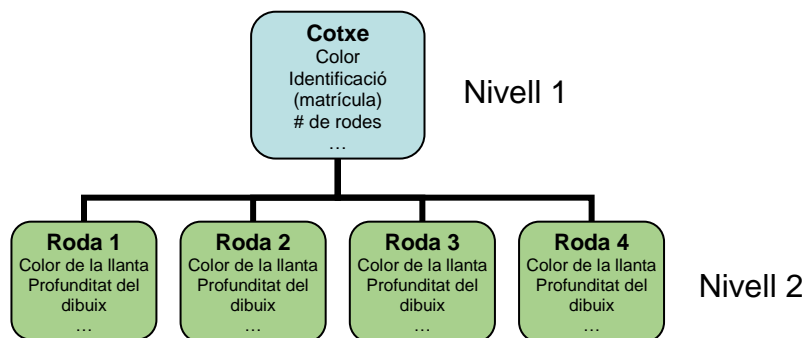 Cotxe
Color
Identificació
(matrícula)
# de rodes
…
Nivell 1
Roda 1
Color de la llanta
Profunditat del
dibuix
…
Roda 2
Color de la llanta
Profunditat del
dibuix
…
Roda 3
Color de la llanta
Profunditat del
dibuix
…
Roda 4
Color de la llanta
Profunditat del
dibuix
…
Nivell 2